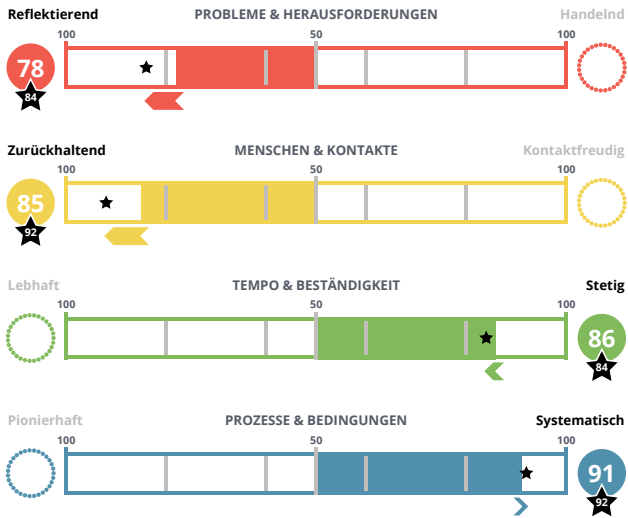 Reflektierend PROBLEME & HERAUSFORDERUNGEN Handelnd
100 50 100
78
84
Zurückhaltend MENSCHEN & KONTAKTE Kontaktfreudig
100 50 100
85
92
Lebhaft TEMPO & BESTÄNDIGKEIT Stetig
100 50 100
86
84
Pionierhaft PROZESSE & BEDINGUNGEN Systematisch
100 50 100
91
92